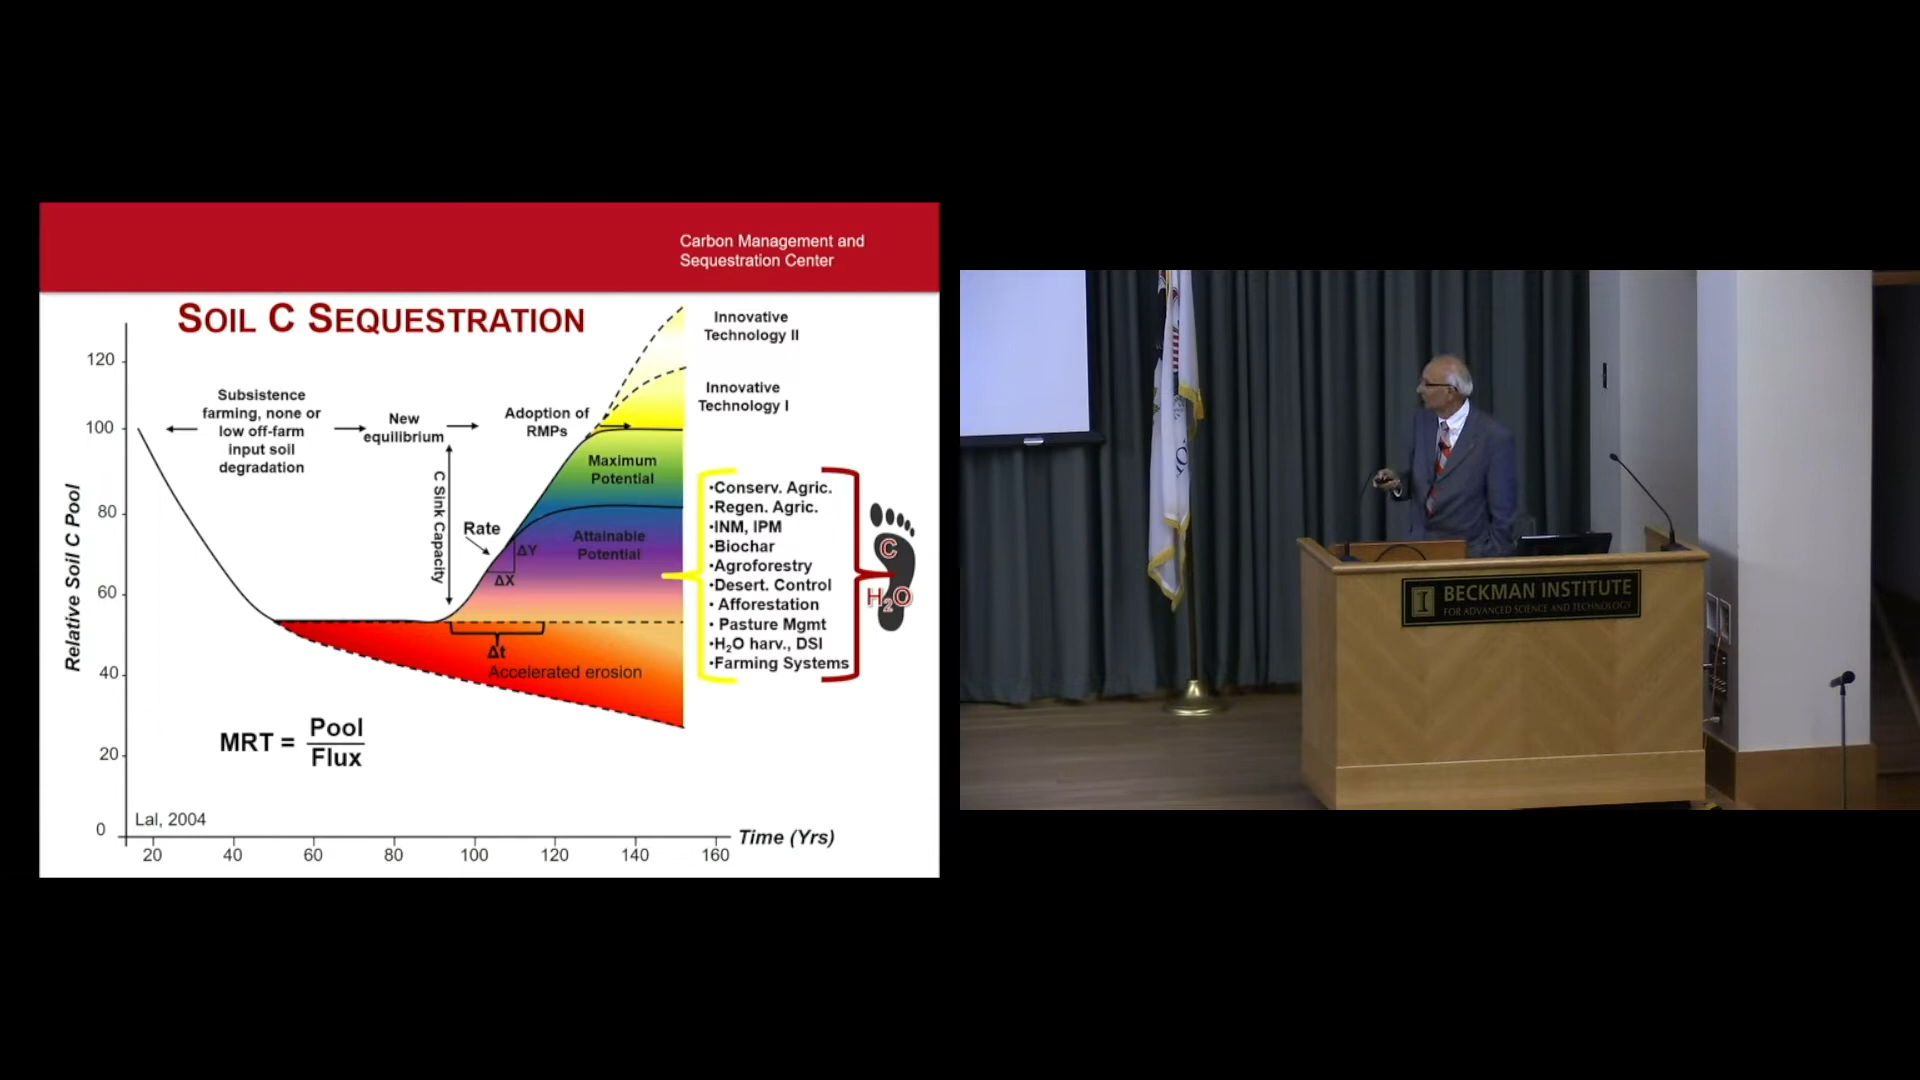 Carbon Management and
Sequestration Center
SOIL C SEQUESTRATION
Innovative
Technology II
Innovative
Technology I
120
100
80
60
40
20
0
Relative Soil C Pool
Subsistence
farming, none or
low off-farm
input soil
degradation
New
equilibrium
Adoption of
RMPs
C Sink Capacity
Rate
ΔY
ΔX
Maximum
Potential
Attainable
Potential
Δt
Accelerated erosion
•Conserv. Agric.
•Regen. Agric.
•INM, IPM
•Biochar
•Agroforestry
•Desert. Control
• Afforestation
• Pasture Mgmt
•H₂O harv., DSI
•Farming Systems
C
H₂O
MRT = Pool
Flux
Lal, 2004
20 40 60 80 100 120 140 160
Time (Yrs)
I BECKMAN INSTITUTE
FOR ADVANCED SCIENCE AND TECHNOLOGY